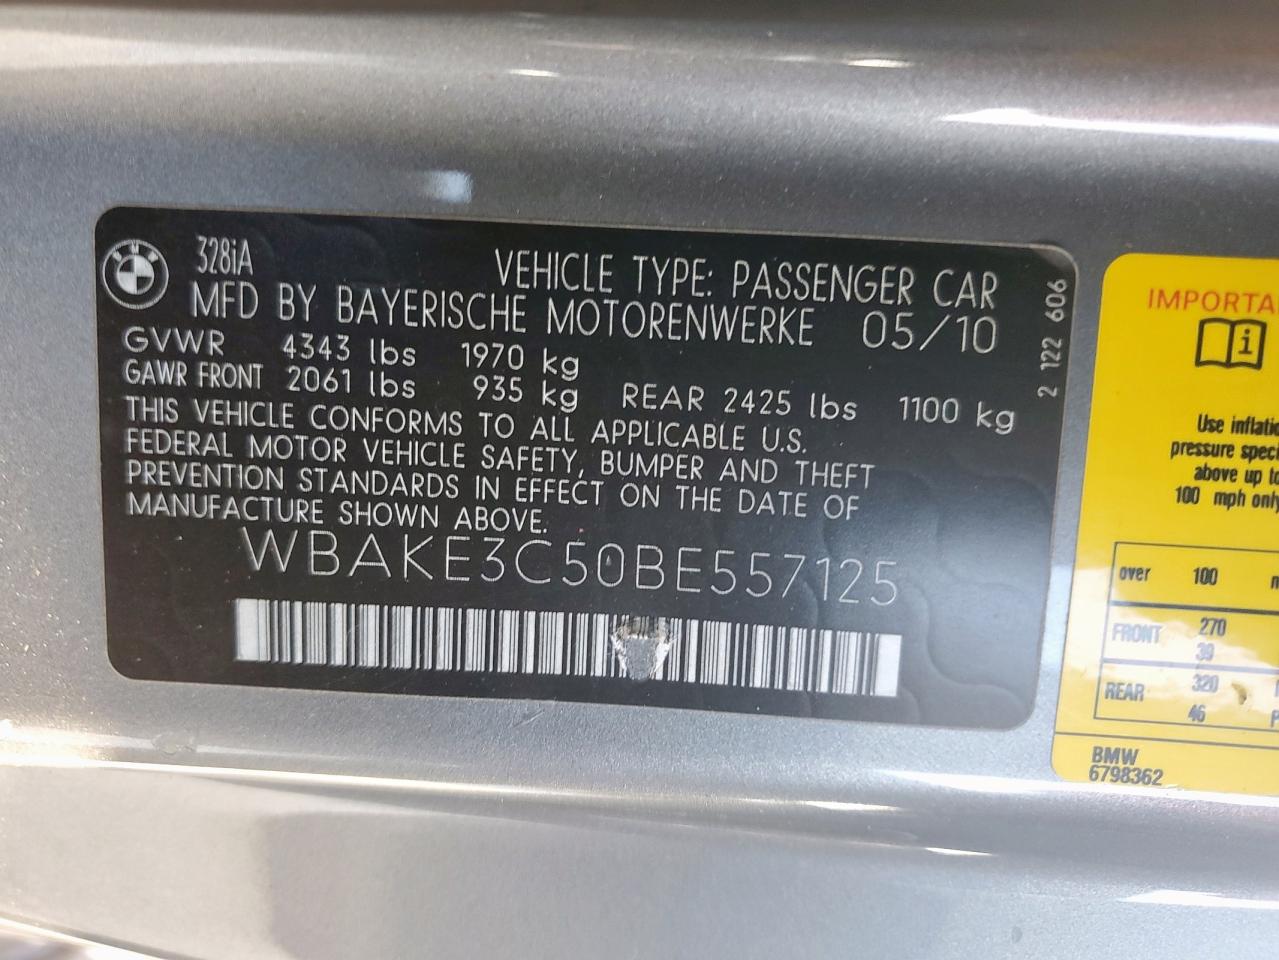 328iA
VEHICLE TYPE: PASSENGER CAR
MFD BY BAYERISCHE MOTORENWERKE 05/10
GVWR 4343 lbs 1970 kg
GAWR FRONT 2061 lbs 935 kg REAR 2425 lbs 1100 kg
THIS VEHICLE CONFORMS TO ALL APPLICABLE U.S.
FEDERAL MOTOR VEHICLE SAFETY, BUMPER AND THEFT
PREVENTION STANDARDS IN EFFECT ON THE DATE OF
MANUFACTURE SHOWN ABOVE.
WBAKE3C50BE557125
2 122 606
IMPORTA
i
Use inflatio
pressure speci
above up to
100 mph only
over 100
FRONT 270
39
REAR 320
46
BMW
6798362